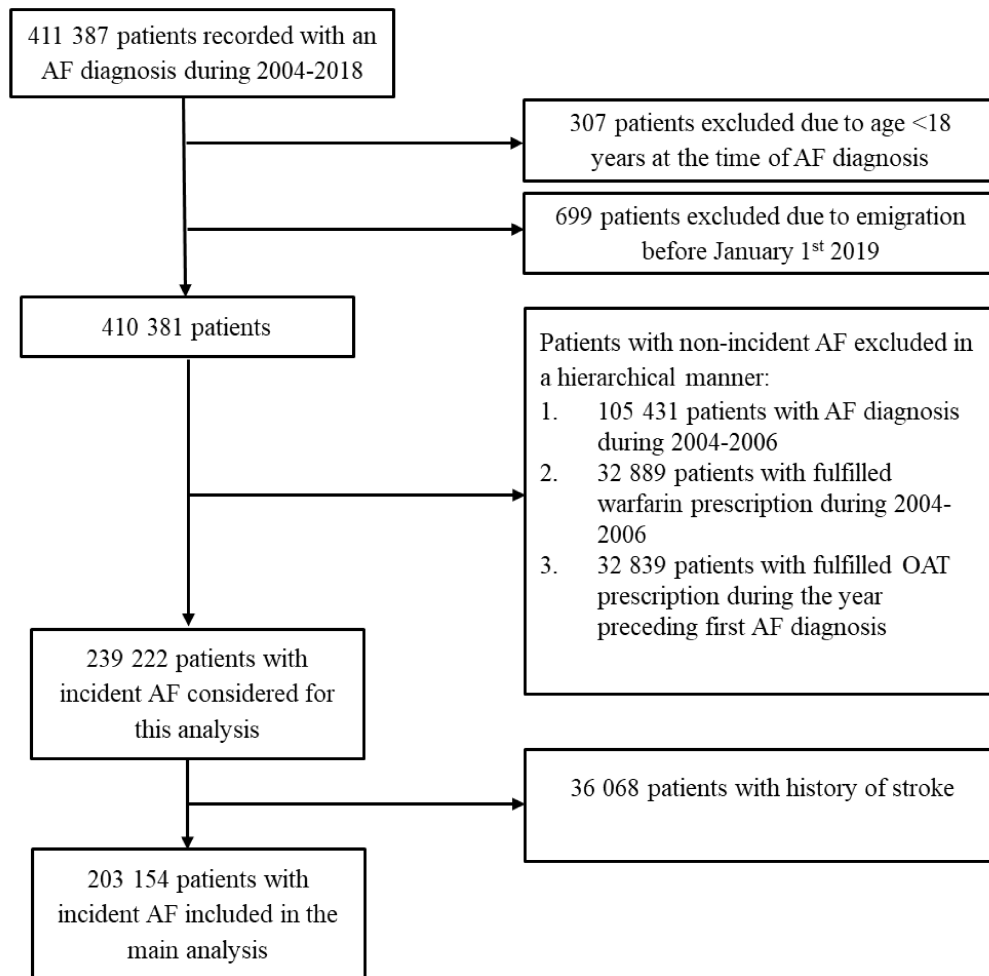 411 387 patients recorded with an
AF diagnosis during 2004-2018
307 patients excluded due to age <18
years at the time of AF diagnosis
699 patients excluded due to emigration
before January 1st 2019
410 381 patients
Patients with non-incident AF excluded in
a hierarchical manner:
1. 105 431 patients with AF diagnosis
during 2004-2006
2. 32 889 patients with fulfilled
warfarin prescription during 2004-
2006
3. 32 839 patients with fulfilled OAT
prescription during the year
preceding first AF diagnosis
239 222 patients with
incident AF considered for
this analysis
36 068 patients with history of stroke
203 154 patients with
incident AF included in the
main analysis